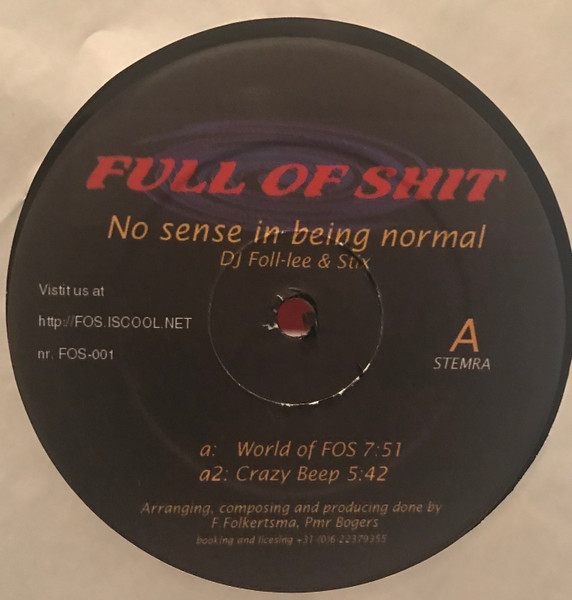 FULL OF SHIT
No sense in being normal
DJ Foll-lee & Stix
Vistit us at
http://FOS.ISCOOL.NET
nr. FOS-001
A
STEMRA
a: World of FOS 7:51
a2: Crazy Beep 5:42
Arranging, composing and producing done by
F.Folkertsma, Pmr Bogers
booking and licesing +31 (0)6-22379355